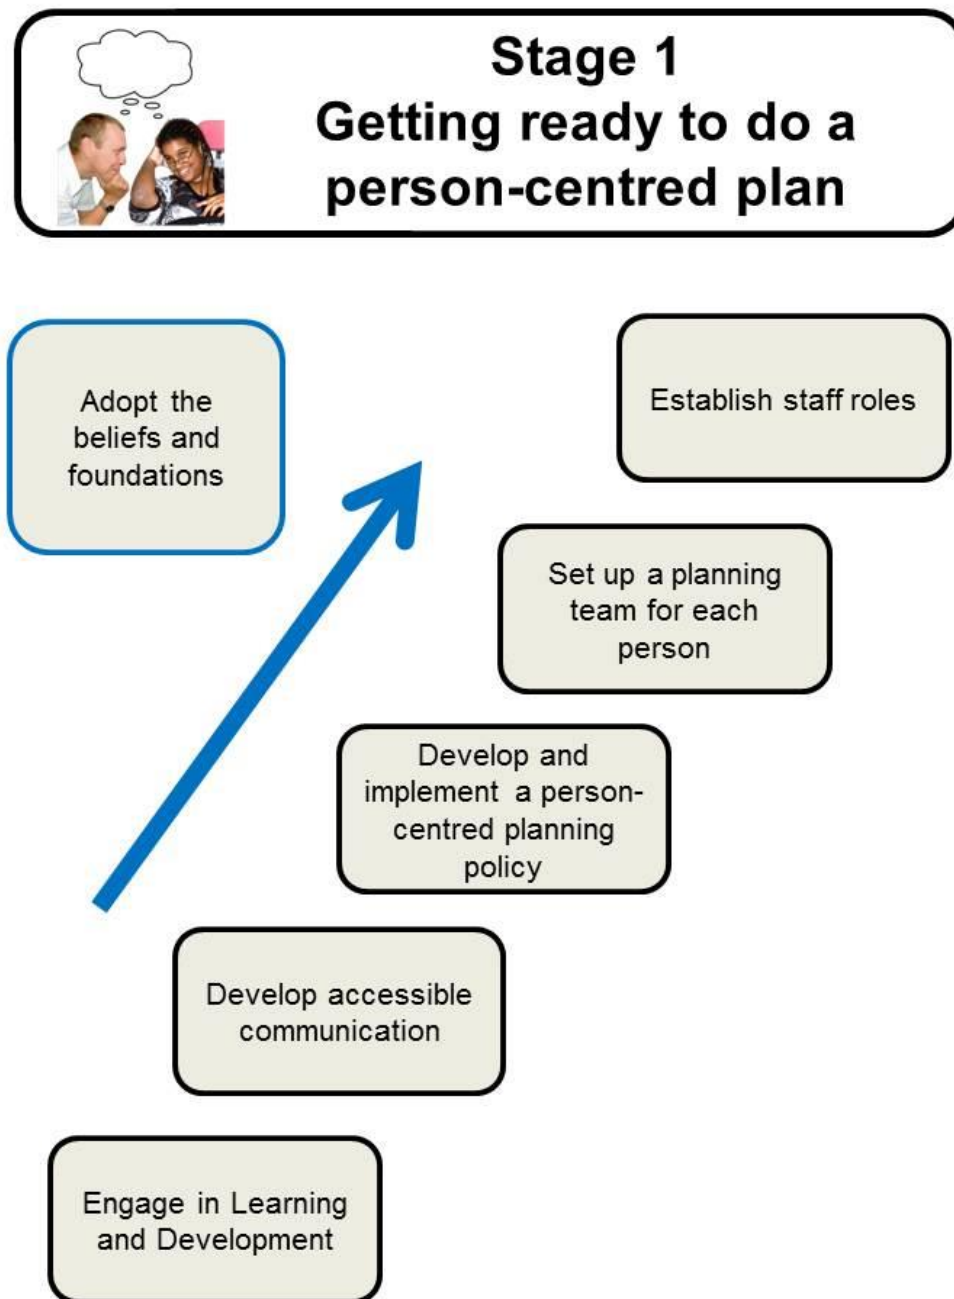 Stage 1
Getting ready to do a
person-centred plan
Adopt the
beliefs and
foundations
Establish staff roles
Set up a planning
team for each
person
Develop and
implement a person-
centred planning
policy
Develop accessible
communication
Engage in Learning
and Development